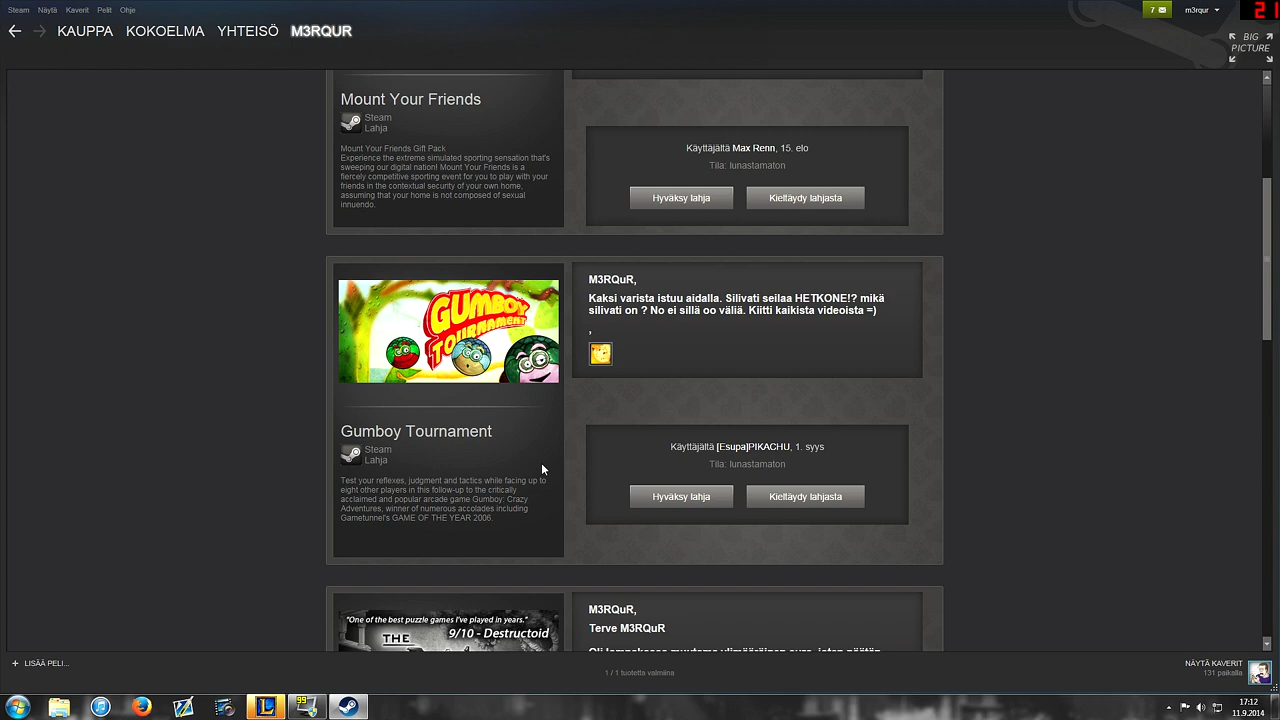 Steam Näytä Kaverit Pelit Ohje
7
m3rqur
21
KAUPPA KOKOELMA YHTEISÖ M3RQUR
BIG
PICTURE
Mount Your Friends
Steam
Lahja
Mount Your Friends Gift Pack
Experience the extreme simulated sporting sensation that's
sweeping our digital nation! Mount Your Friends is a
fiercely competitive sporting event for you to play with your
friends in the contextual security of your own home,
assuming that your home is not composed of sexual
innuendo.
Käyttäjältä Max Renn, 15. elo
Tila: lunastamaton
Hyväksy lahja
Kieltäydy lahjasta
GUMBOY
TOURNAMENT
Gumboy Tournament
Steam
Lahja
Test your reflexes, judgment and tactics while facing up to
eight other players in this follow-up to the critically
acclaimed and popular arcade game Gumboy: Crazy
Adventures, winner of numerous accolades including
Gametunnel's GAME OF THE YEAR 2006.
M3RQuR,
Kaksi varista istuu aidalla. Silivati seilaa HETKONE!? mikä
silivati on ? No ei sillä oo väliä. Kiitti kaikista videoista =)
,
Käyttäjältä [Esupa]PIKACHU, 1. syys
Tila: lunastamaton
Hyväksy lahja
Kieltäydy lahjasta
"One of the best puzzle games I've played in years."
9/10 - Destructoid
THE
M3RQuR,
Terve M3RQuR
+ LISÄÄ PELI...
1 / 1 tuotetta valmiina
NÄYTÄ KAVERIT
131 paikalla
99
17:12
11.9.2014